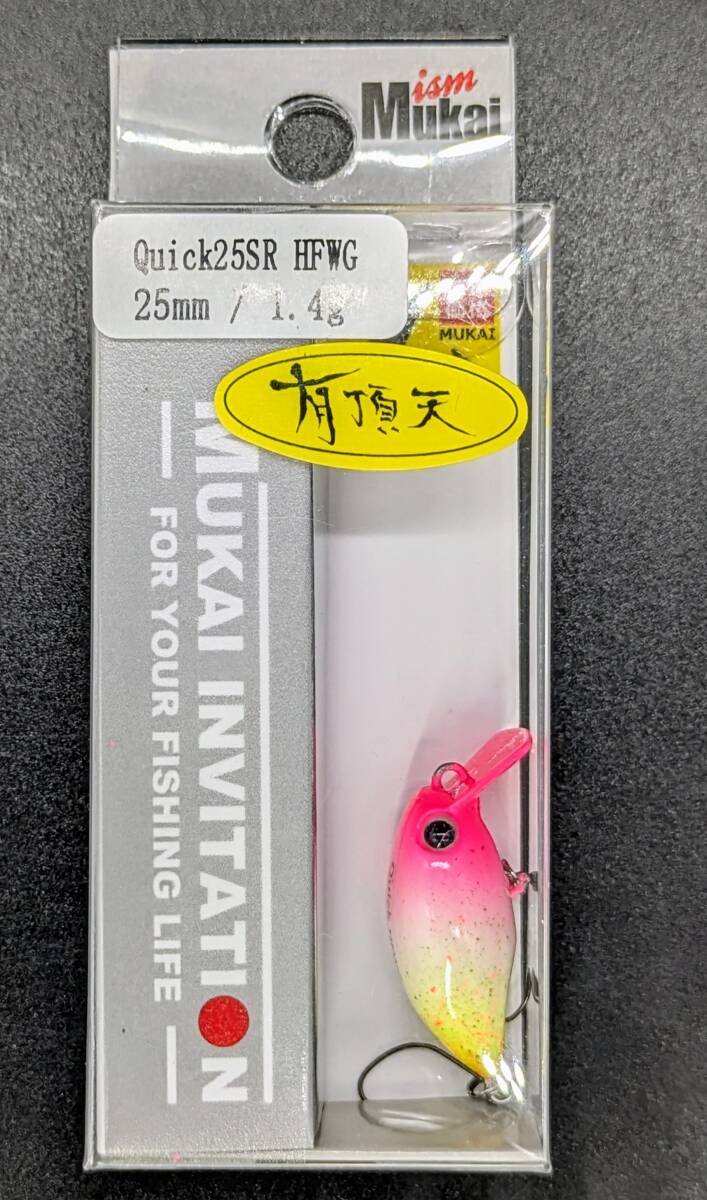 ism
Mukai
Quick25SR HFWG
25mm / 1.4g
MUKAI
有頂天
MUKAI INVITATION
FOR YOUR FISHING LIFE